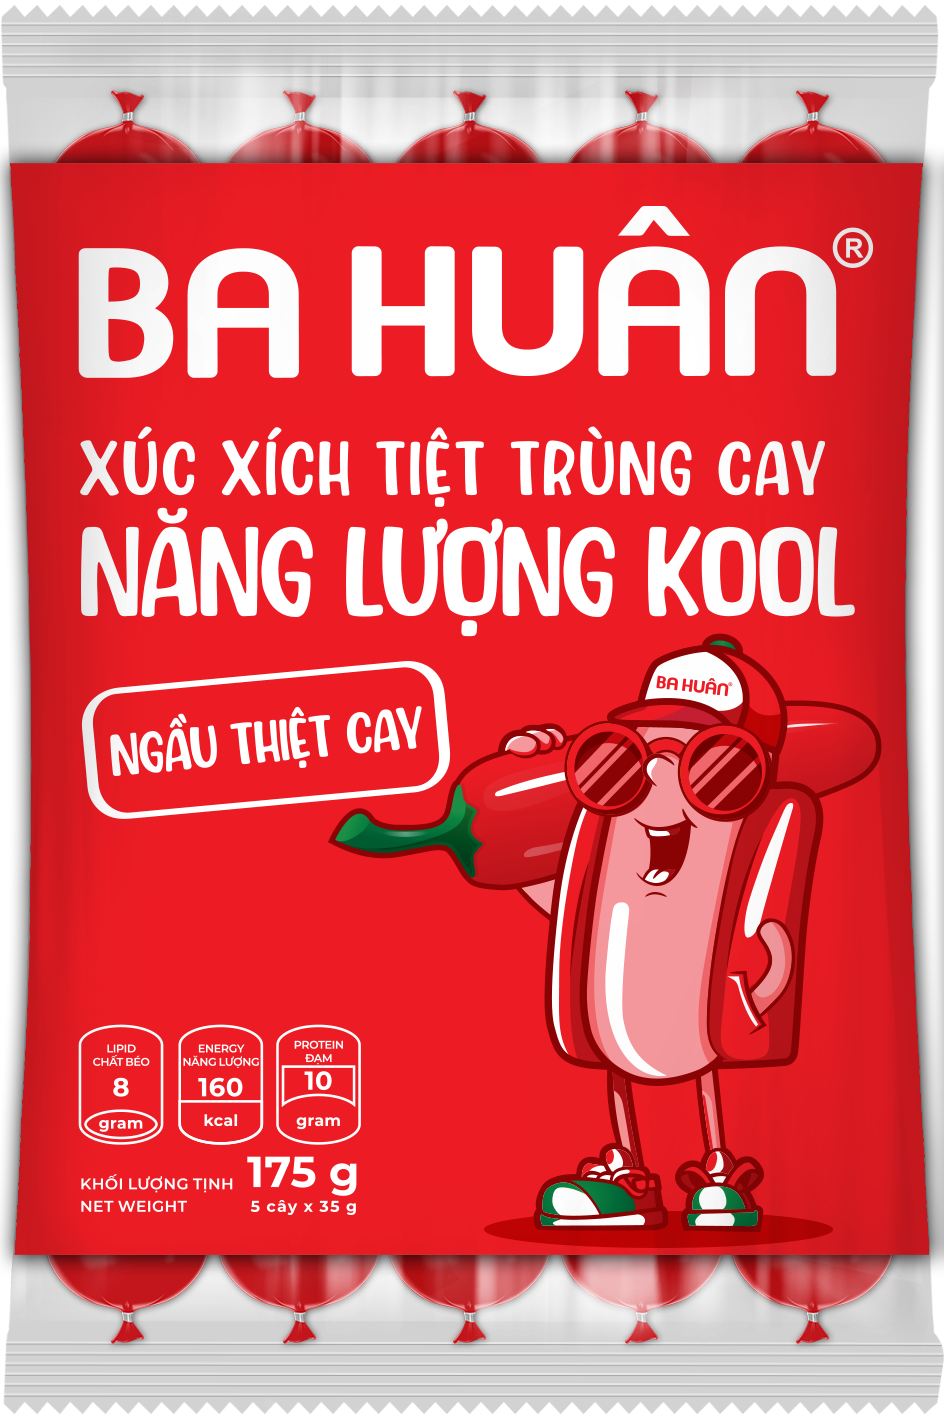 BA HUÂN®
XÚC XÍCH TIỆT TRÙNG CAY
NĂNG LƯỢNG KOOL
BA HUÂN®
NGẦU THIỆT CAY
LIPID
CHẤT BÉO
8
gram
ENERGY
NĂNG LƯỢNG
160
kcal
PROTEIN
ĐẠM
10
gram
KHỐI LƯỢNG TỊNH
NET WEIGHT
175 g
5 cây x 35 g